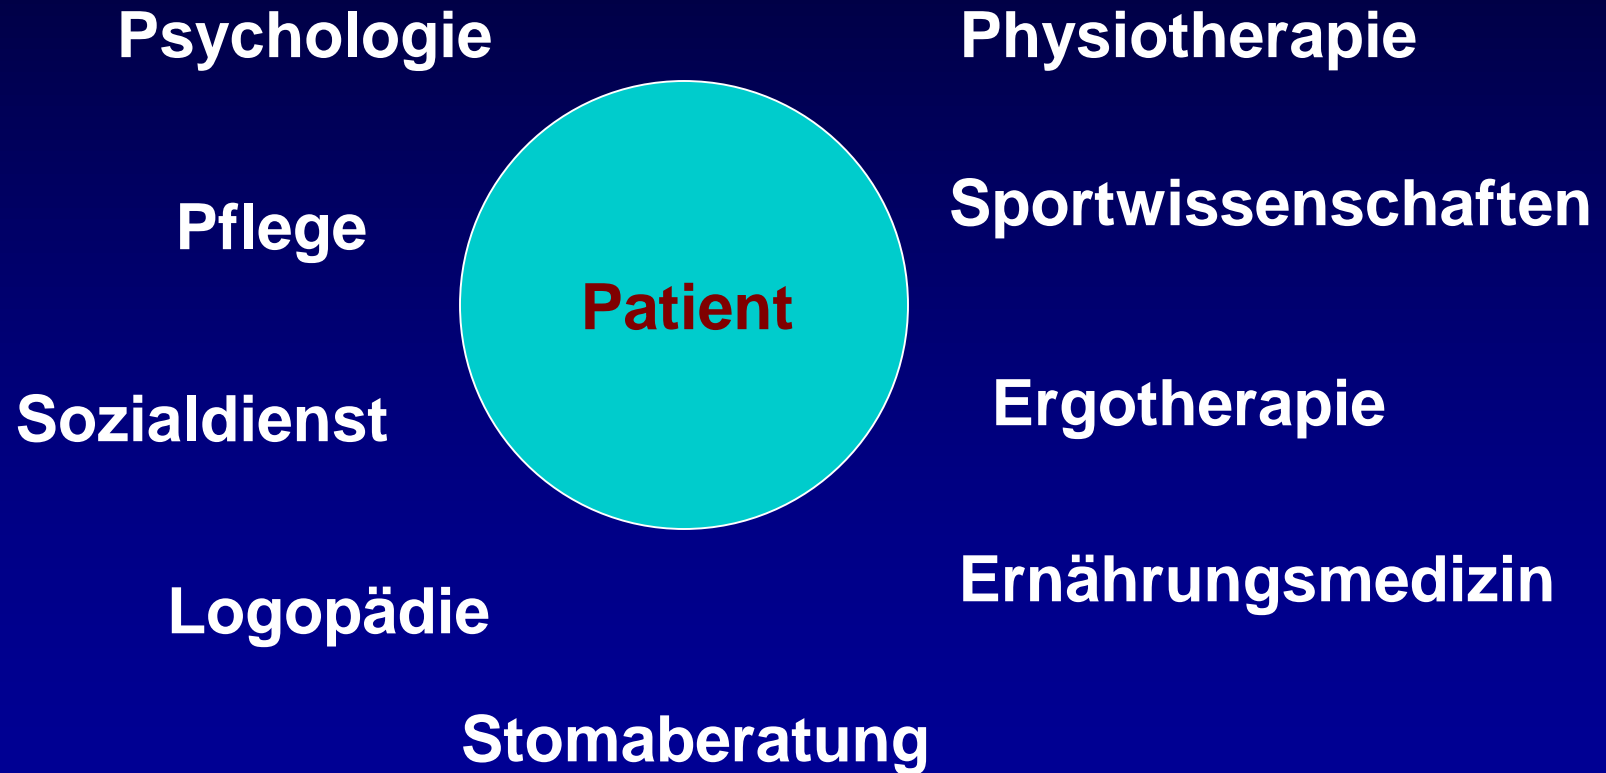 Psychologie
Physiotherapie
Pflege
Sportwissenschaften
Patient
Sozialdienst
Ergotherapie
Logopädie
Ernährungsmedizin
Stomaberatung